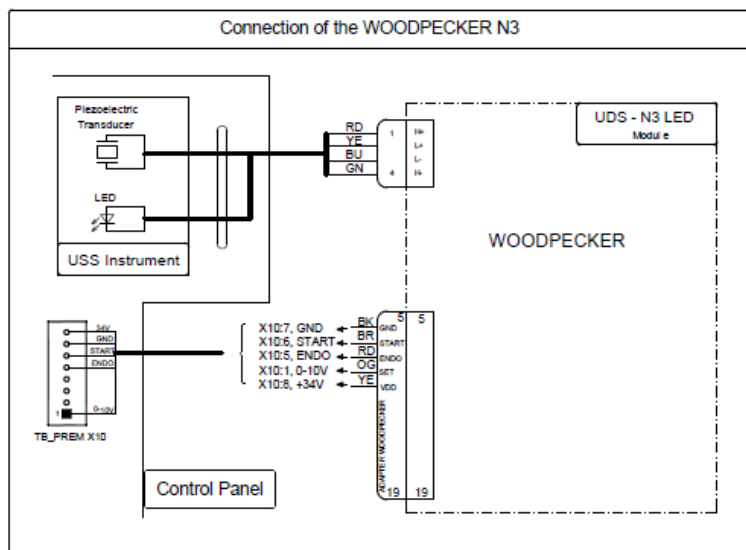 Connection of the WOODPECKER N3
Piezoelectric
Transducer
LED
USS Instrument
RD
YE
BU
GN
1
4
H+
L+
L-
H-
UDS - N3 LED
Module
WOODPECKER
34V
GND
START
ENDO
1
0-10V
TB_PREM X10
X10:7, GND
X10:6, START
X10:5, ENDO
X10:1, 0-10V
X10:8, +34V
BK
BR
RD
OG
YE
GND
START
ENDO
SET
VDD
5
5
ADAPTER WOODPECKER
19
19
Control Panel